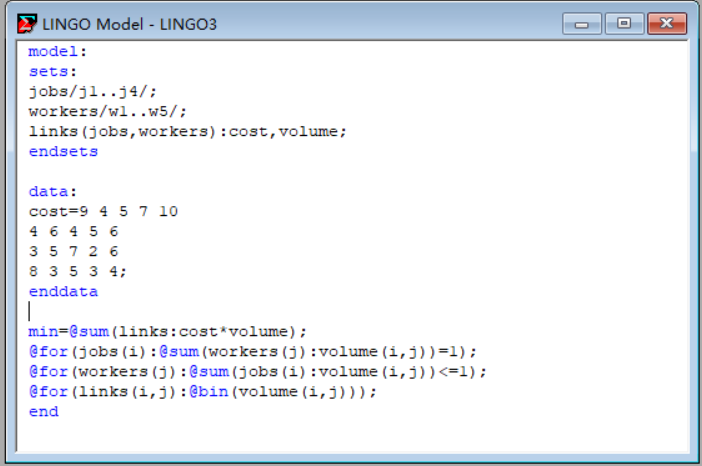 LINGO Model - LINGO3
model:
sets:
jobs/j1..j4/;
workers/w1..w5/;
links(jobs,workers):cost,volume;
endsets
data:
cost=9 4 5 7 10
4 6 4 5 6
3 5 7 2 6
8 3 5 3 4;
enddata
min=@sum(links:cost*volume);
@for(jobs(i):@sum(workers(j):volume(i,j))=1);
@for(workers(j):@sum(jobs(i):volume(i,j))<=1);
@for(links(i,j):@bin(volume(i,j)));
end